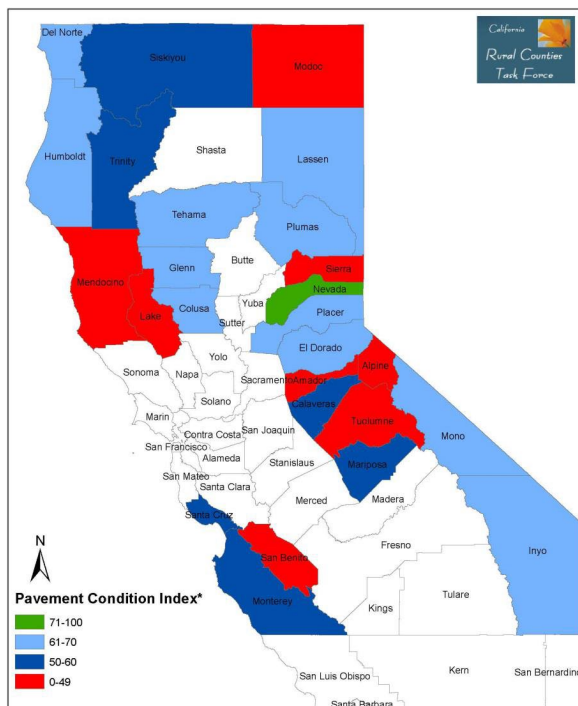 Del Norte
Siskiyou
Modoc
California
Rural Counties
Task Force
Humboldt
Trinity
Shasta
Lassen
Tehama
Plumas
Mendocino
Glenn
Butte
Sierra
Lake
Colusa
Yuba
Nevada
Sutter
Placer
Yolo
El Dorado
Sonoma
Napa
Sacramento
Amador
Alpine
Solano
Calaveras
Marin
San Joaquin
Tuolumne
Mono
Contra Costa
San Francisco
Alameda
Stanislaus
Mariposa
San Mateo
Santa Clara
Merced
Madera
Santa Cruz
San Benito
Fresno
Inyo
N
Monterey
Kings
Tulare
Pavement Condition Index*
71-100
61-70
50-60
0-49
San Luis Obispo
Kern
San Bernardino
Santa Barbara